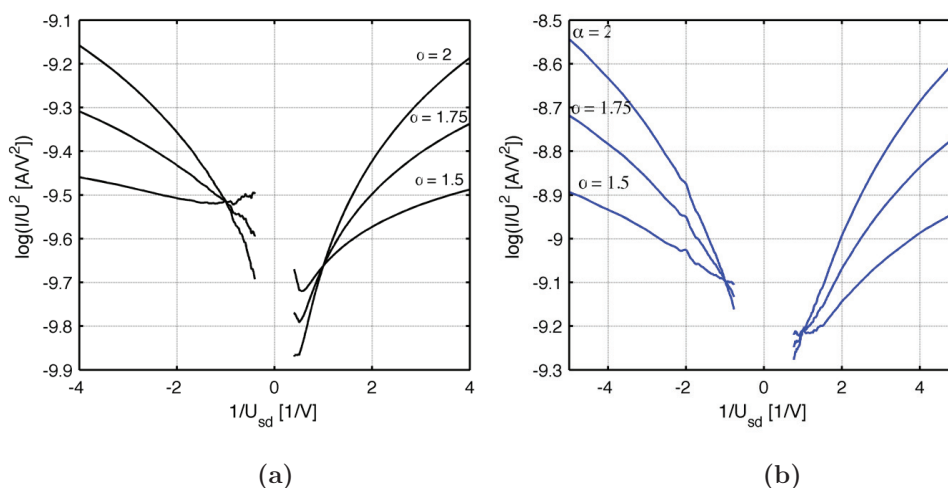 -9.1
-9.2
-9.3
-9.4
-9.5
-9.6
-9.7
-9.8
-9.9
log(I/U² [A/V²])
σ = 2
σ = 1.75
σ = 1.5
-4 -2 0 2 4
1/U_sd [1/V]
(a)
-8.5
-8.6
-8.7
-8.8
-8.9
-9
-9.1
-9.2
-9.3
log(I/U² [A/V²])
α = 2
σ = 1.75
σ = 1.5
-4 -2 0 2 4
1/U_sd [1/V]
(b)